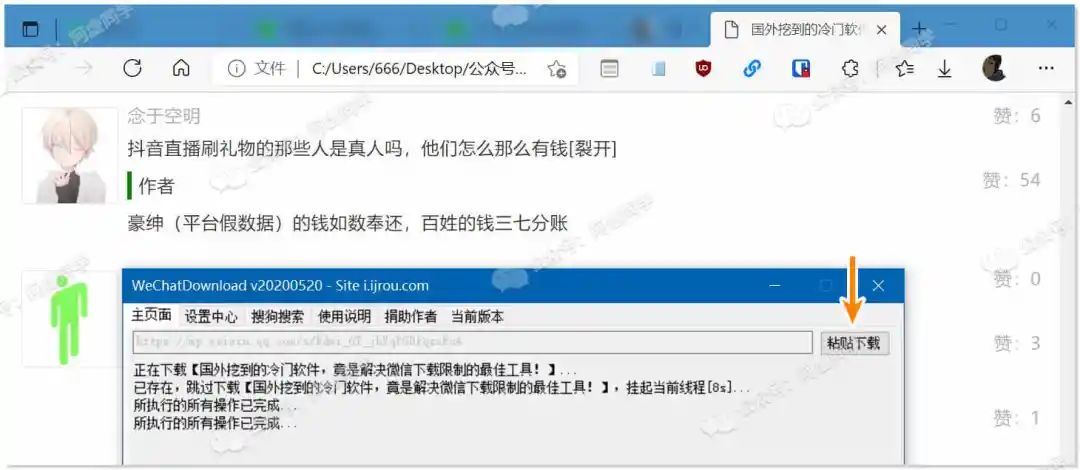 国外挖到的冷门软件
文件
C:/Users/666/Desktop/公众号...
念于空明
赞：6
抖音直播刷礼物的那些人是真人吗，他们怎么那么有钱[裂开]
作者
赞：54
豪绅（平台假数据）的钱如数奉还，百姓的钱三七分账
赞：0
WeChatDownload v20200520 - Site i.ijrou.com
主页面 设置中心 搜狗搜索 使用说明 捐助作者 当前版本
粘贴下载
赞：3
正在下载【国外挖到的冷门软件，竟是解决微信下载限制的最佳工具！】...
已存在，跳过下载【国外挖到的冷门软件，竟是解决微信下载限制的最佳工具！】，挂起当前线程[8s]...
所执行的所有操作已完成...
赞：1
所执行的所有操作已完成...